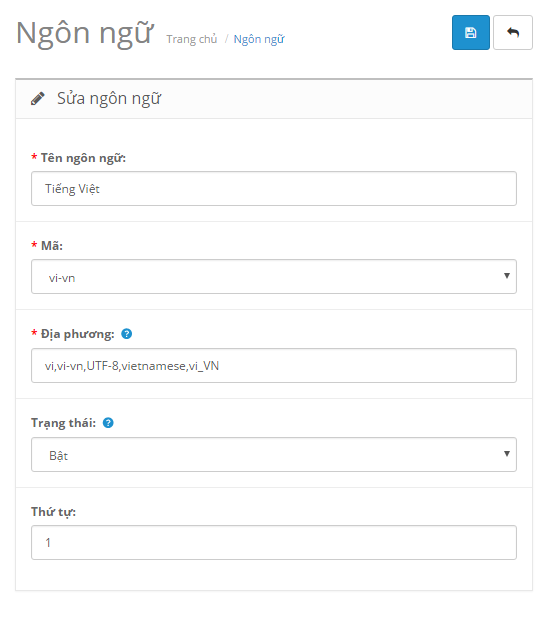 Ngôn ngữ Trang chủ / Ngôn ngữ
Sửa ngôn ngữ
* Tên ngôn ngữ:
Tiếng Việt
* Mã:
vi-vn
* Địa phương: ?
vi,vi-vn,UTF-8,vietnamese,vi_VN
Trạng thái: ?
Bật
Thứ tự:
1